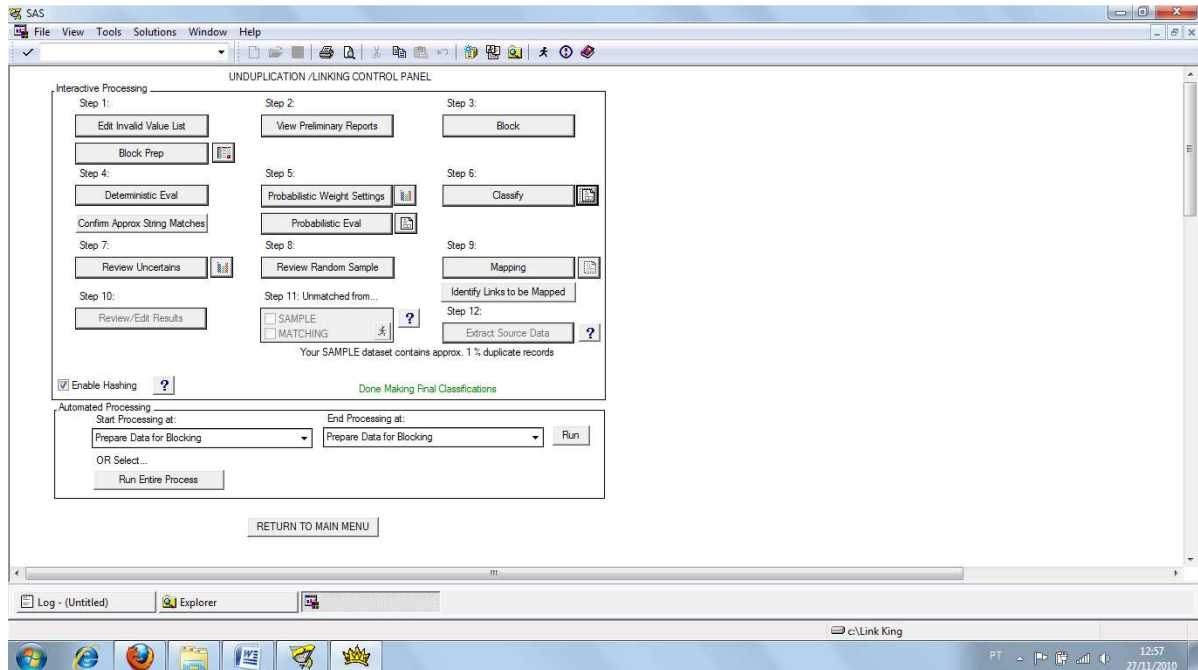 SAS
File View Tools Solutions Window Help
UNDUPLICATION /LINKING CONTROL PANEL
Interactive Processing
Step 1: Step 2: Step 3:
Edit Invalid Value List View Preliminary Reports Block
Block Prep
Step 4: Step 5: Step 6:
Deterministic Eval Probabilistic Weight Settings Classify
Confirm Approx String Matches Probabilistic Eval
Step 7: Step 8: Step 9:
Review Uncertains Review Random Sample Mapping
Identify Links to be Mapped
Step 10: Step 11: Unmatched from... Step 12:
Review/Edit Results SAMPLE ? Extract Source Data ?
MATCHING
Your SAMPLE dataset contains approx. 1 % duplicate records
Enable Hashing ? Done Making Final Classifications
Automated Processing
Start Processing at: End Processing at:
Prepare Data for Blocking Prepare Data for Blocking Run
OR Select...
Run Entire Process
RETURN TO MAIN MENU
Log - (Untitled) Explorer
c:\Link King
PT 12:57
27/11/2010